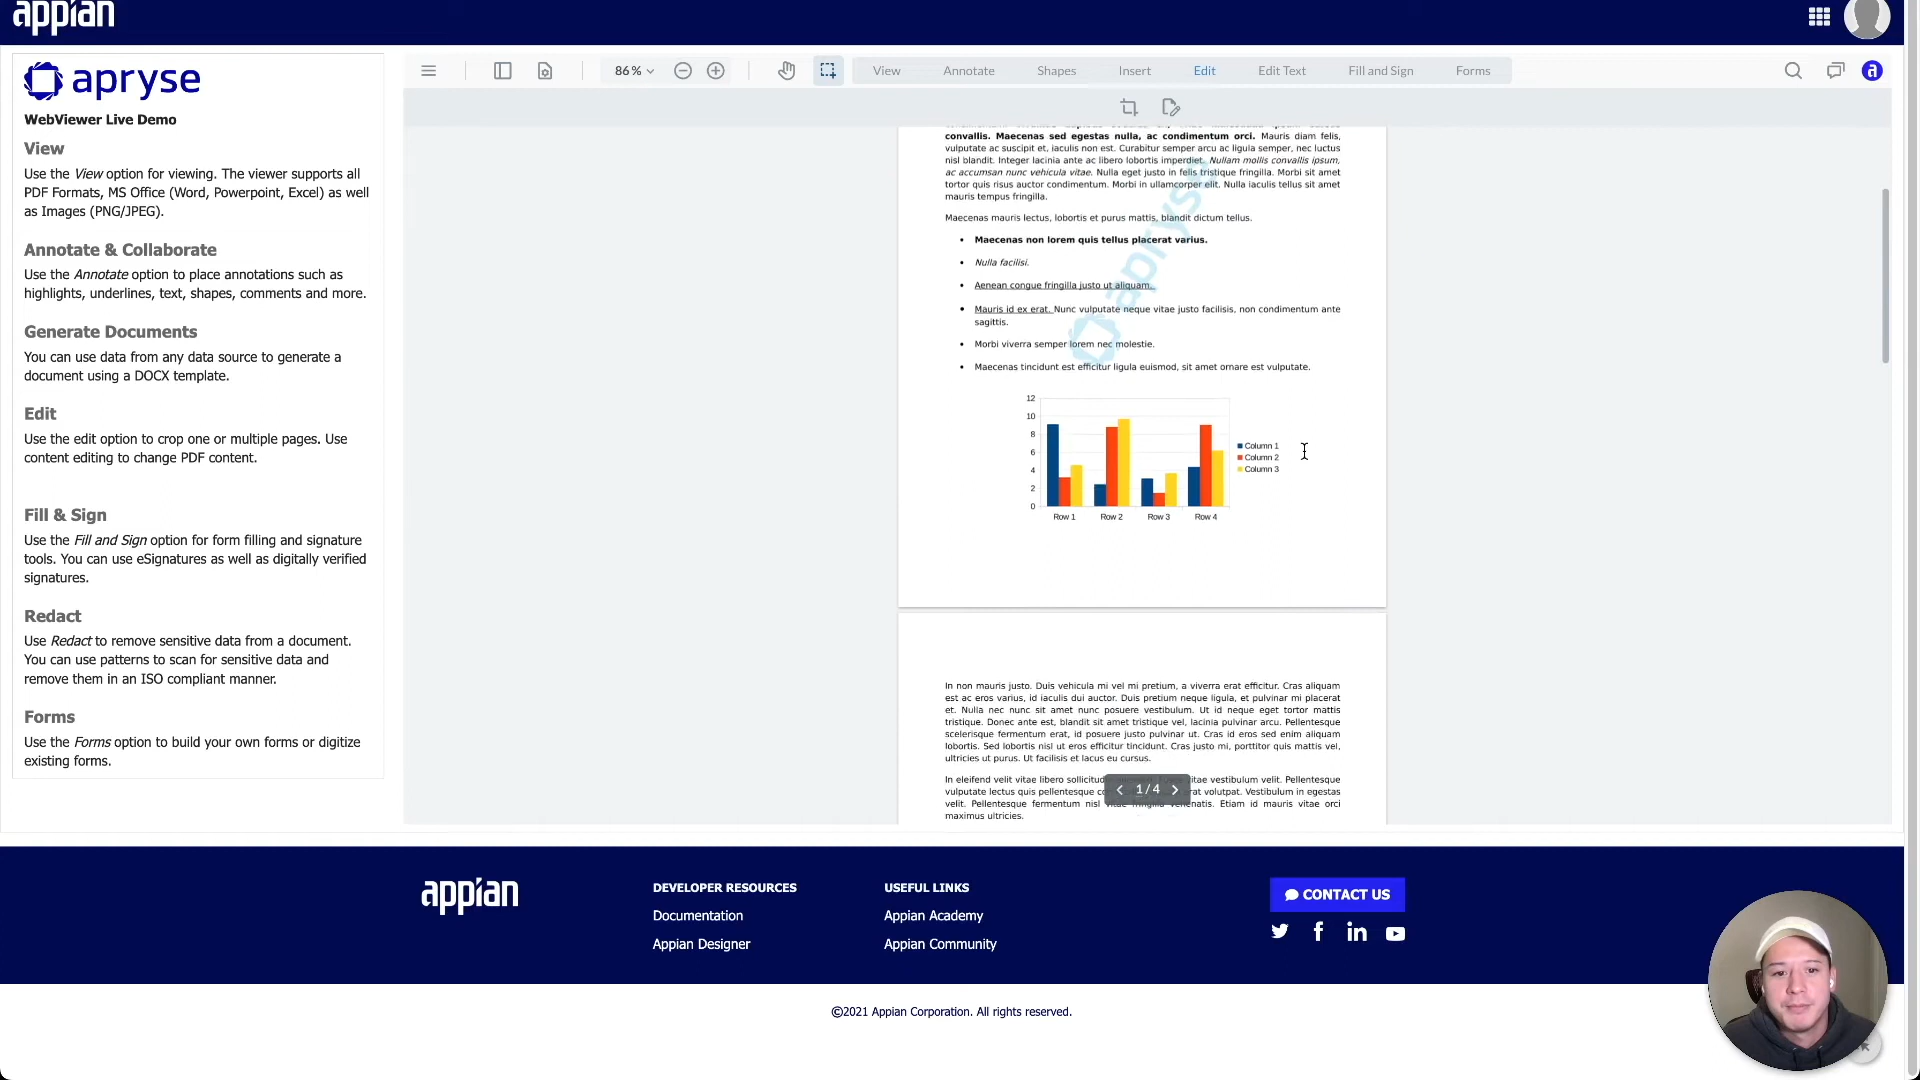 appian
apryse
WebViewer Live Demo
View
Use the View option for viewing. The viewer supports all
PDF Formats, MS Office (Word, Powerpoint, Excel) as well
as Images (PNG/JPEG).
Annotate & Collaborate
Use the Annotate option to place annotations such as
highlights, underlines, text, shapes, comments and more.
Generate Documents
You can use data from any data source to generate a
document using a DOCX template.
Edit
Use the edit option to crop one or multiple pages. Use
content editing to change PDF content.
Fill & Sign
Use the Fill and Sign option for form filling and signature
tools. You can use eSignatures as well as digitally verified
signatures.
Redact
Use Redact to remove sensitive data from a document.
You can use patterns to scan for sensitive data and
remove them in an ISO compliant manner.
Forms
Use the Forms option to build your own forms or digitize
existing forms.
86%
View Annotate Shapes Insert Edit Edit Text Fill and Sign Forms
a
convallis. Maecenas sed egestas nulla, ac condimentum orci. Mauris diam felis,
vulputate ac suscipit et, iaculis non est. Curabitur semper arcu ac ligula semper, nec luctus
nisl blandit. Integer lacinia ante ac libero lobortis imperdiet. Nullam mollis convallis ipsum,
ac accumsan nunc vehicula vitae. Nulla eget justo in felis tristique fringilla. Morbi sit amet
tortor quis risus auctor condimentum. Morbi in ullamcorper elit. Nulla iaculis tellus sit amet
mauris tempus fringilla.
Maecenas mauris lectus, lobortis et purus mattis, blandit dictum tellus.
• Maecenas non lorem quis tellus placerat varius.
• Nulla facilisi.
• Aenean congue fringilla justo ut aliquam.
• Mauris id ex erat. Nunc vulputate neque vitae justo facilisis, non condimentum ante
sagittis.
• Morbi viverra semper lorem nec molestie.
• Maecenas tincidunt est efficitur ligula euismod, sit amet ornare est vulputate.
apryse
12
10
8
6
4
2
0
Row 1 Row 2 Row 3 Row 4
Column 1
Column 2
Column 3
In non mauris justo. Duis vehicula mi vel mi pretium, a viverra erat efficitur. Cras aliquam
est ac eros varius, id iaculis dui auctor. Duis pretium neque ligula, et pulvinar mi placerat
et. Nulla nec nunc sit amet nunc posuere vestibulum. Ut id neque eget tortor mattis
tristique. Donec ante est, blandit sit amet tristique vel, lacinia pulvinar arcu. Pellentesque
scelerisque fermentum erat, id posuere justo pulvinar ut. Cras id eros sed enim aliquam
lobortis. Sed lobortis nisl ut eros efficitur tincidunt. Cras justo mi, porttitor quis mattis vel,
ultricies ut purus. Ut facilisis et lacus eu cursus.
In eleifend velit vitae libero vitae vestibulum velit. Pellentesque
vulputate lectus quis pellentesque erat volutpat. Vestibulum in egestas
velit. Pellentesque fermentum nisl Etiam id mauris vitae orci
maximus ultricies.
1/4
appian
DEVELOPER RESOURCES
Documentation
Appian Designer
USEFUL LINKS
Appian Academy
Appian Community
CONTACT US
©2021 Appian Corporation. All rights reserved.